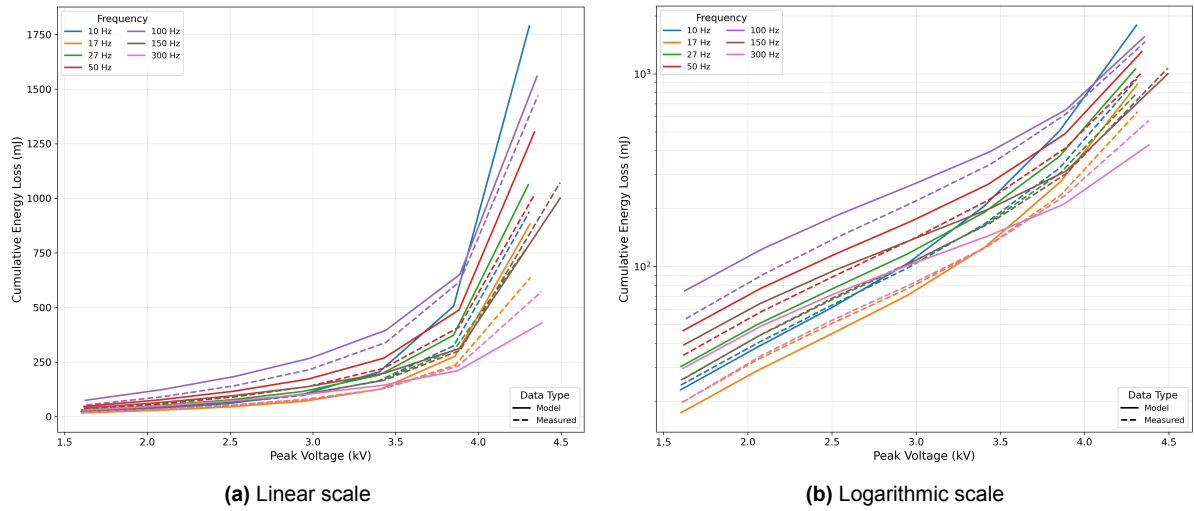 Frequency
10 Hz
17 Hz
27 Hz
50 Hz
100 Hz
150 Hz
300 Hz
Cumulative Energy Loss (mJ)
1750
1500
1250
1000
750
500
250
0
1.5 2.0 2.5 3.0 3.5 4.0 4.5
Peak Voltage (kV)
Data Type
Model
Measured
(a) Linear scale
Frequency
10 Hz
17 Hz
27 Hz
50 Hz
100 Hz
150 Hz
300 Hz
Cumulative Energy Loss (mJ)
10³
10²
1.5 2.0 2.5 3.0 3.5 4.0 4.5
Peak Voltage (kV)
Data Type
Model
Measured
(b) Logarithmic scale